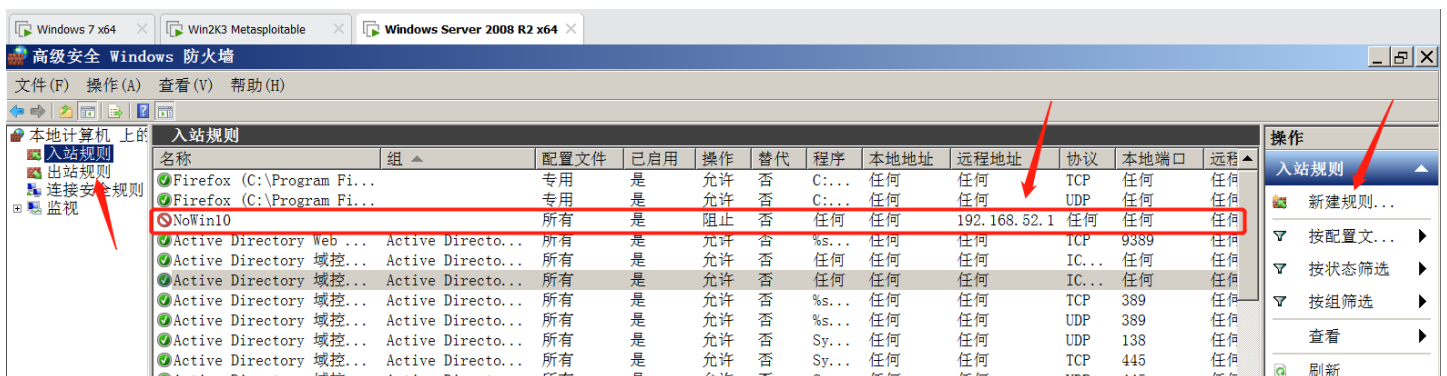 Windows 7 x64 Win2K3 Metasploitable Windows Server 2008 R2 x64
高级安全 Windows 防火墙
文件(F) 操作(A) 查看(V) 帮助(H)
本地计算机 上的
入站规则
出站规则
连接安全规则
监视
入站规则
名称 组 配置文件 已启用 操作 替代 程序 本地地址 远程地址 协议 本地端口 远程
Firefox (C:\Program Fi... 专用 是 允许 否 C:... 任何 任何 TCP 任何 任何
Firefox (C:\Program Fi... 专用 是 允许 否 C:... 任何 任何 UDP 任何 任何
NoWin10 所有 是 阻止 否 任何 任何 192.168.52.1 任何 任何 任何
Active Directory Web ... Active Directo... 所有 是 允许 否 %s... 任何 任何 TCP 9389 任何
Active Directory 域控... Active Directo... 所有 是 允许 否 任何 任何 任何 IC... 任何 任何
Active Directory 域控... Active Directo... 所有 是 允许 否 任何 任何 任何 IC... 任何 任何
Active Directory 域控... Active Directo... 所有 是 允许 否 %s... 任何 任何 TCP 389 任何
Active Directory 域控... Active Directo... 所有 是 允许 否 %s... 任何 任何 UDP 389 任何
Active Directory 域控... Active Directo... 所有 是 允许 否 Sy... 任何 任何 UDP 138 任何
Active Directory 域控... Active Directo... 所有 是 允许 否 Sy... 任何 任何 TCP 445 任何
操作
入站规则
新建规则...
按配置文...
按状态筛选
按组筛选
查看
刷新